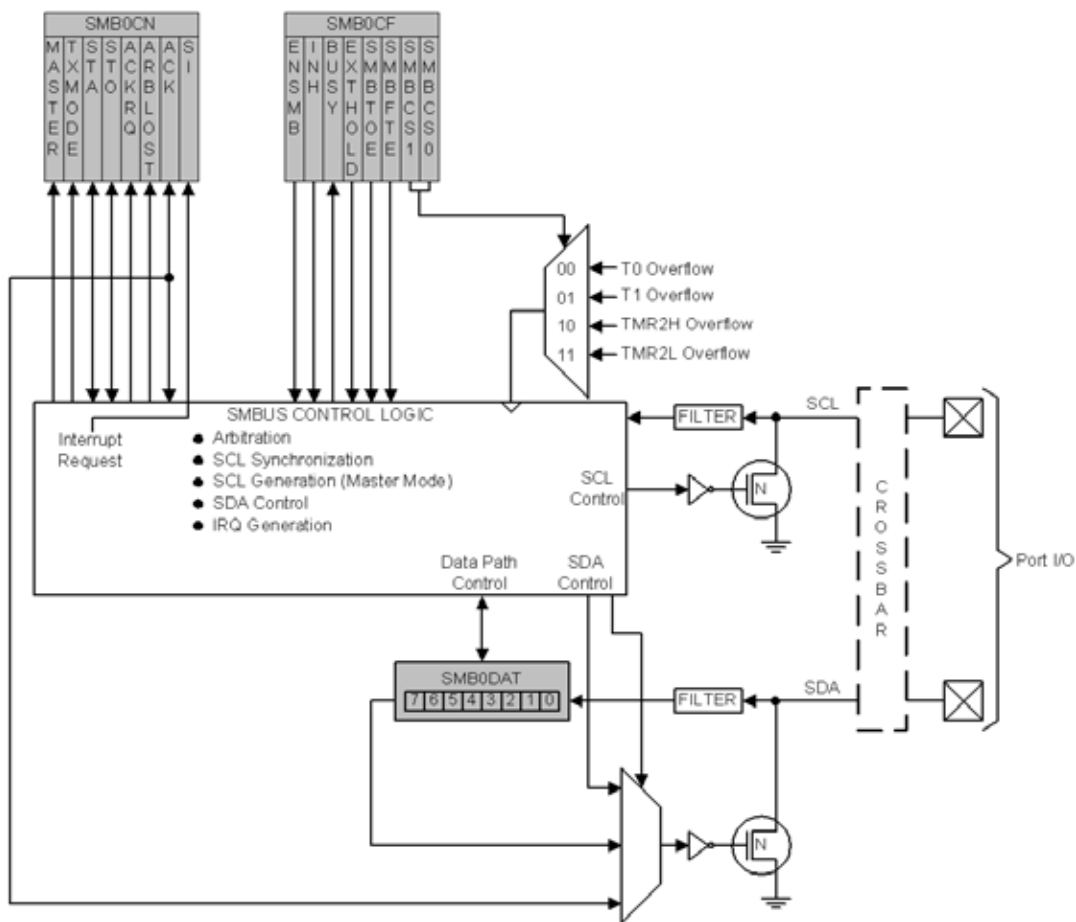 SMB0CN
MASTER
TXMODE
STA
STO
ACKRQ
ARBLOST
ACK
SI
SMB0CF
ENSMB
INH
BUSY
EXTHOLD
SMBTOE
SMBFTE
SMBCS1
SMBCS0
00
01
10
11
T0 Overflow
T1 Overflow
TMR2H Overflow
TMR2L Overflow
SMBUS CONTROL LOGIC
Interrupt
Request
Arbitration
SCL Synchronization
SCL Generation (Master Mode)
SDA Control
IRQ Generation
SCL
Control
Data Path
Control
SDA
Control
FILTER
SCL
N
CROSSBAR
Port I/O
SMB0DAT
7 6 5 4 3 2 1 0
FILTER
SDA
N